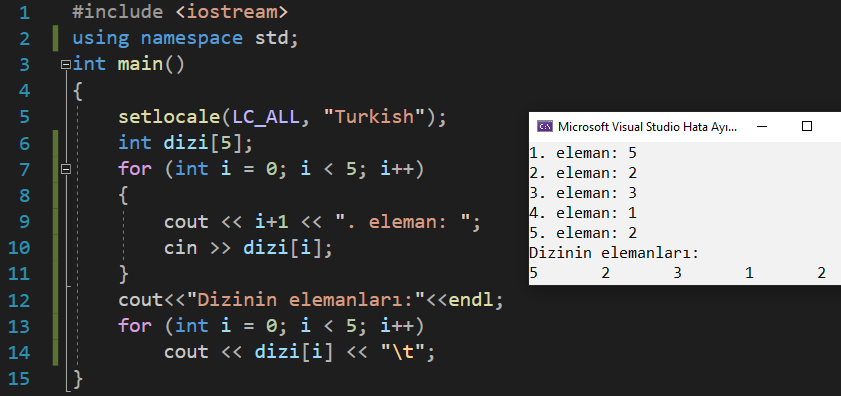 1 #include <iostream>
2 using namespace std;
3 int main()
4 {
5 setlocale(LC_ALL, "Turkish");
6 int dizi[5];
7 for (int i = 0; i < 5; i++)
8 {
9 cout << i+1 << ". eleman: ";
10 cin >> dizi[i];
11 }
12 cout<<"Dizinin elemanları:"<<endl;
13 for (int i = 0; i < 5; i++)
14 cout << dizi[i] << "\t";
15 }
C:\ Microsoft Visual Studio Hata Ayı...
1. eleman: 5
2. eleman: 2
3. eleman: 3
4. eleman: 1
5. eleman: 2
Dizinin elemanları:
5 2 3 1 2